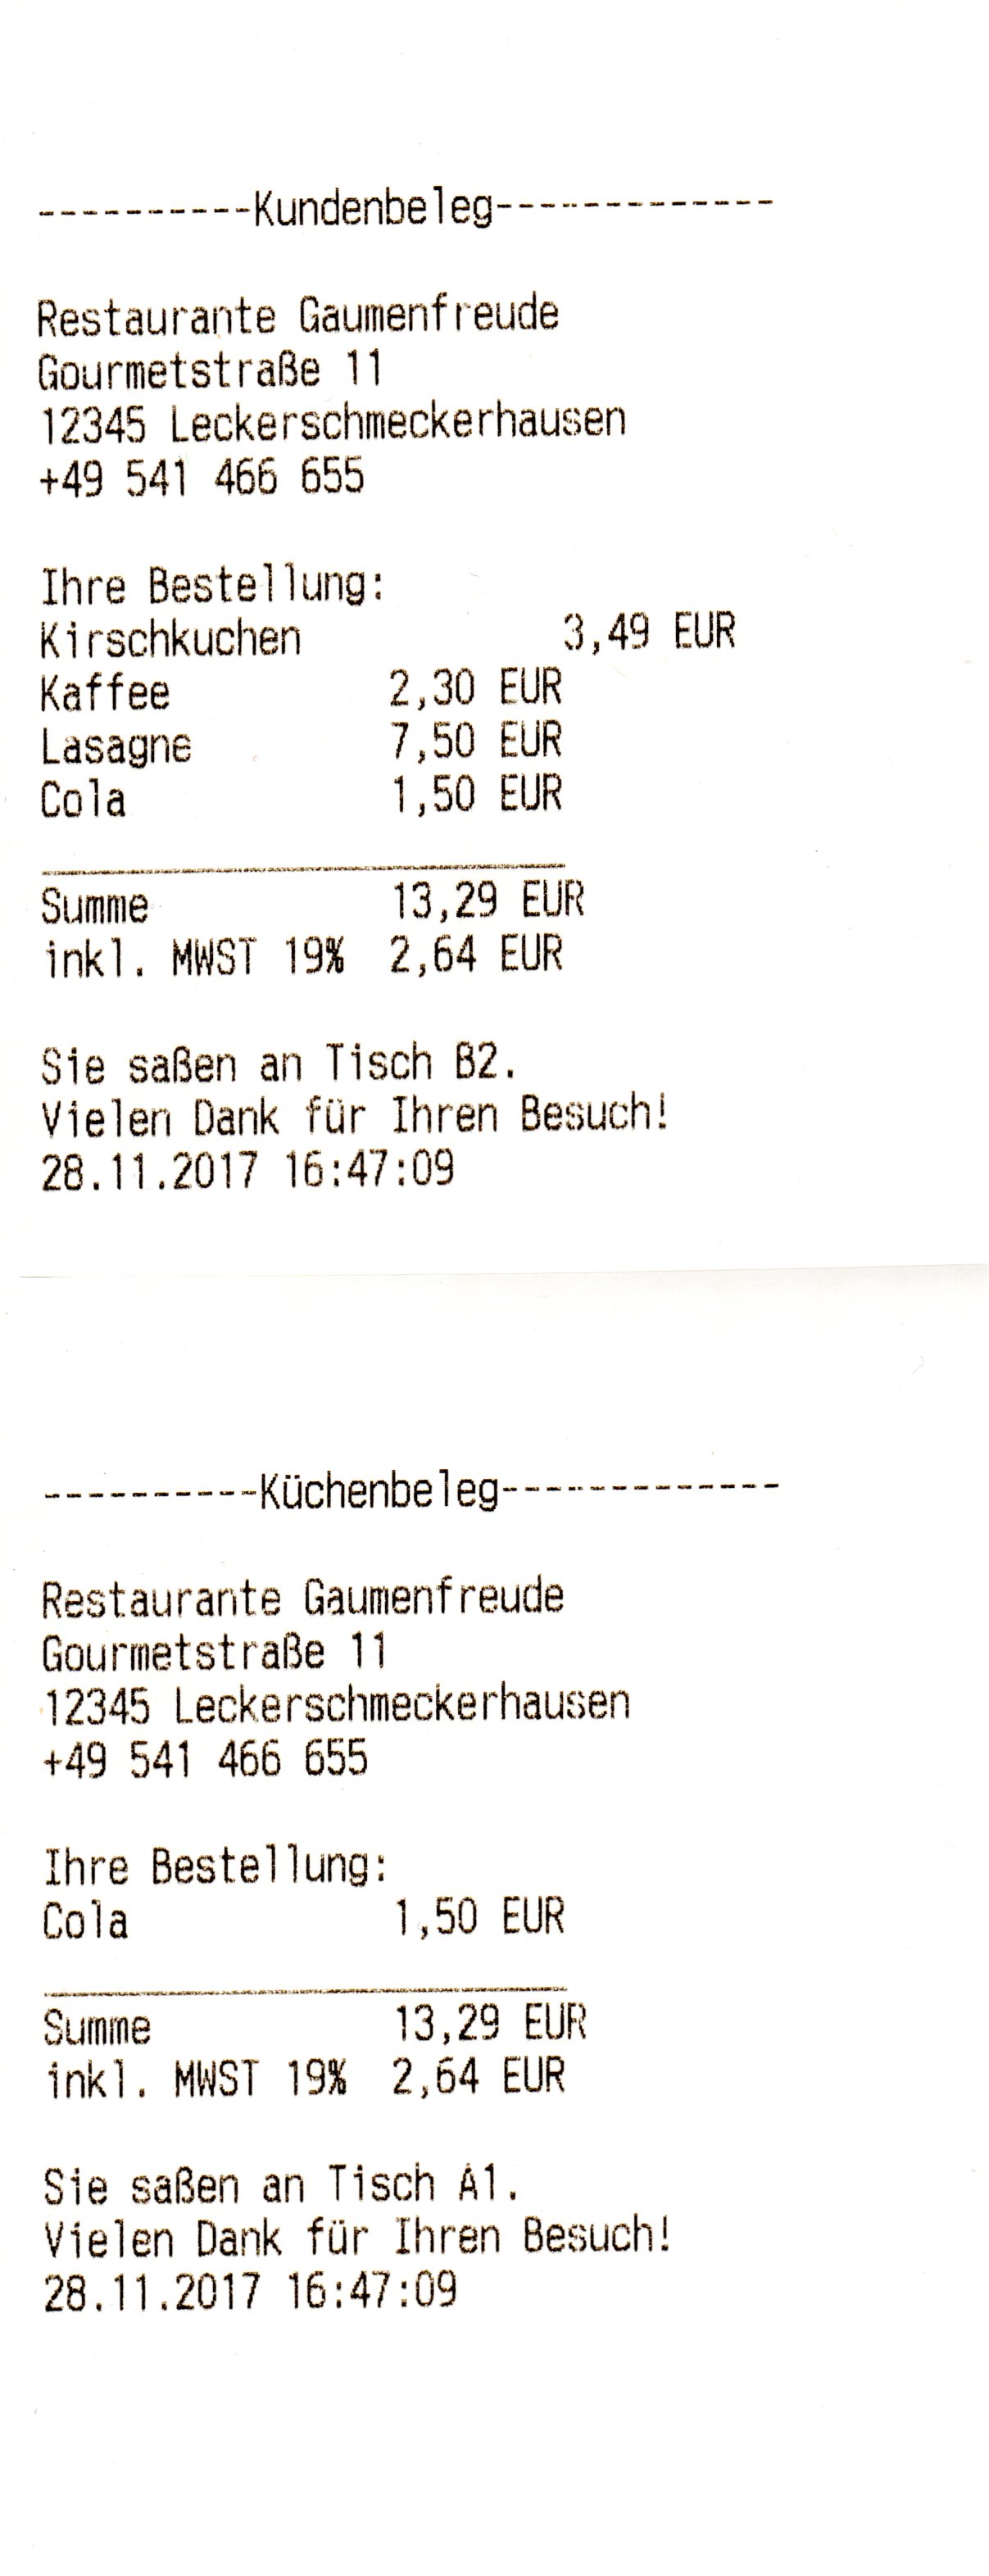 ----------Kundenbeleg-------------
Restaurante Gaumenfreude
Gourmetstraße 11
12345 Leckerschmeckerhausen
+49 541 466 655
Ihre Bestellung:
Kirschkuchen 3,49 EUR
Kaffee 2,30 EUR
Lasagne 7,50 EUR
Cola 1,50 EUR
Summe 13,29 EUR
inkl. MWST 19% 2,64 EUR
Sie saßen an Tisch B2.
Vielen Dank für Ihren Besuch!
28.11.2017 16:47:09
----------Küchenbeleg-------------
Restaurante Gaumenfreude
Gourmetstraße 11
12345 Leckerschmeckerhausen
+49 541 466 655
Ihre Bestellung:
Cola 1,50 EUR
Summe 13,29 EUR
inkl. MWST 19% 2,64 EUR
Sie saßen an Tisch A1.
Vielen Dank für Ihren Besuch!
28.11.2017 16:47:09